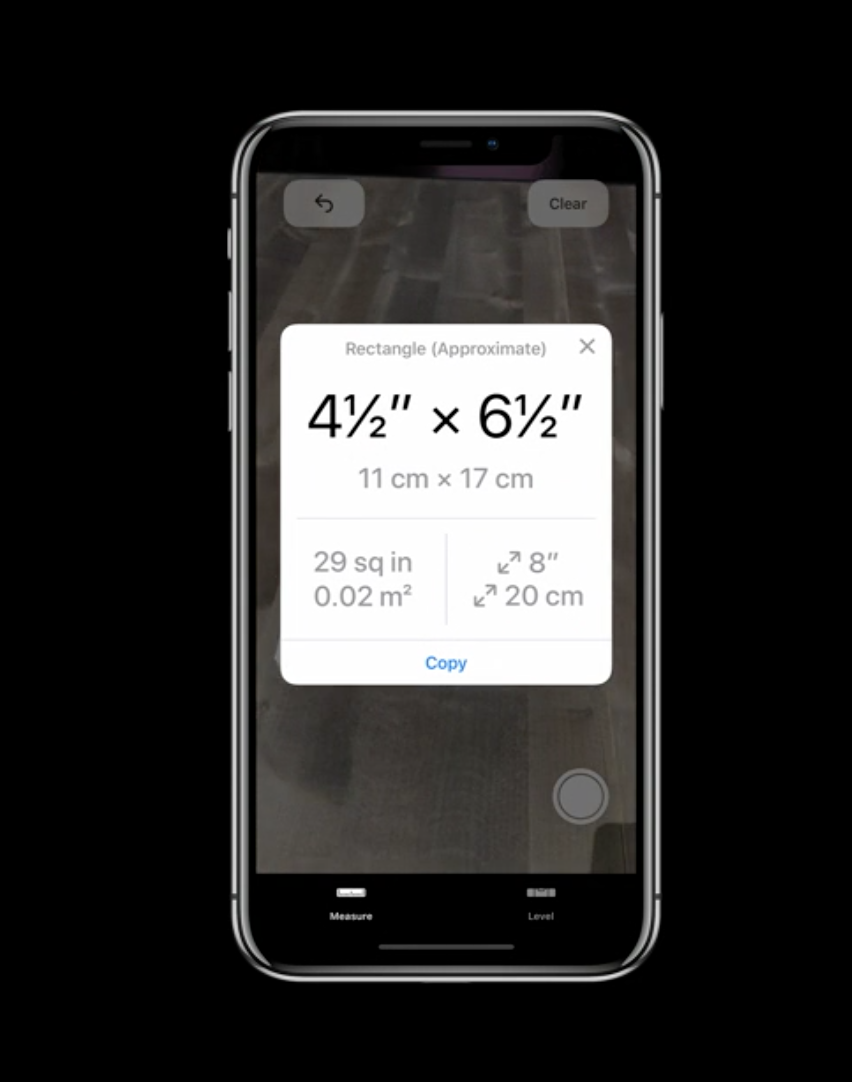 Clear
Rectangle (Approximate)
4½″ × 6½″
11 cm × 17 cm
29 sq in
0.02 m²
8″
20 cm
Copy
Measure
Level